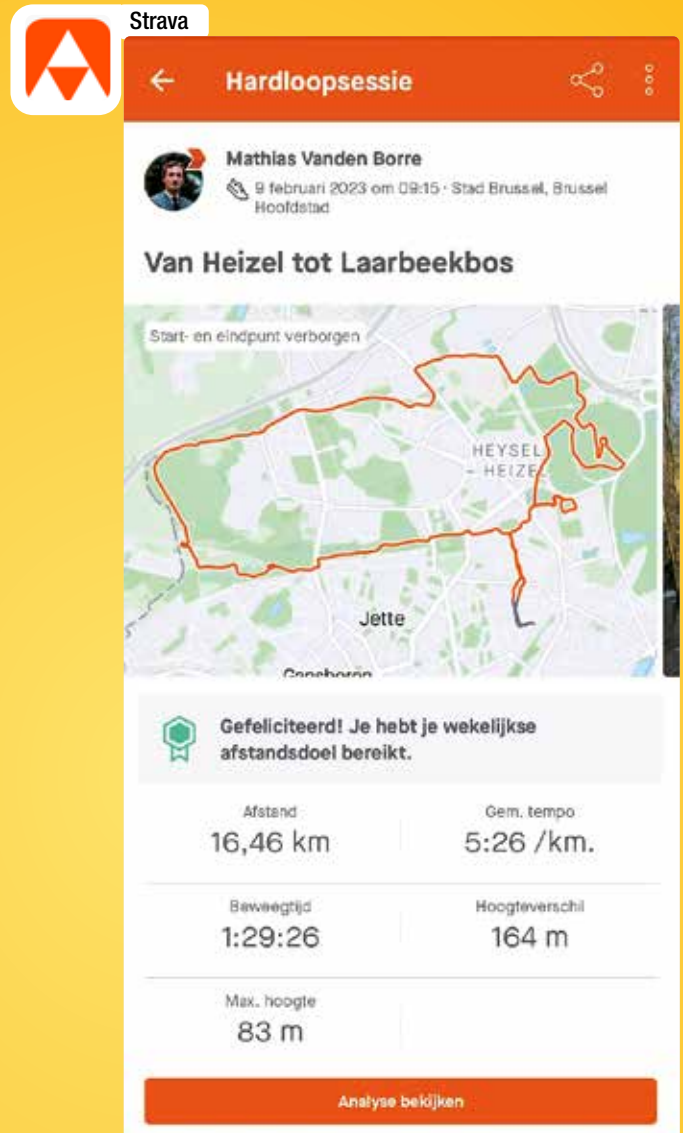 Strava
Hardloopsessie
Mathias Vanden Borre
9 februari 2023 om 09:15 · Stad Brussel, Brussel
Hoofdstad
Van Heizel tot Laarbeekbos
Start- en eindpunt verborgen
HEYSEL
- HEIZEL
Jette
Ganshoren
Gefeliciteerd! Je hebt je wekelijkse
afstandsdoel bereikt.
Afstand
16,46 km
Gem. tempo
5:26 /km.
Beweegtijd
1:29:26
Hoogteverschil
164 m
Max. hoogte
83 m
Analyse bekijken